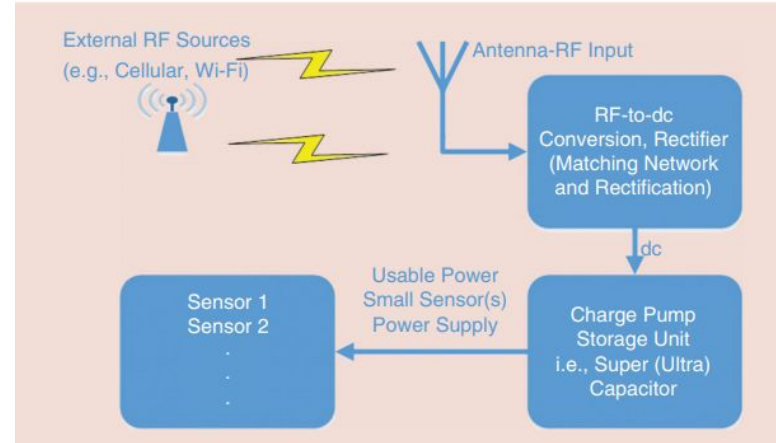 External RF Sources
(e.g., Cellular, Wi-Fi)
Antenna-RF Input
RF-to-dc
Conversion, Rectifier
(Matching Network
and Rectification)
dc
Usable Power
Small Sensor(s)
Power Supply
Sensor 1
Sensor 2
.
.
.
Charge Pump
Storage Unit
i.e., Super (Ultra)
Capacitor